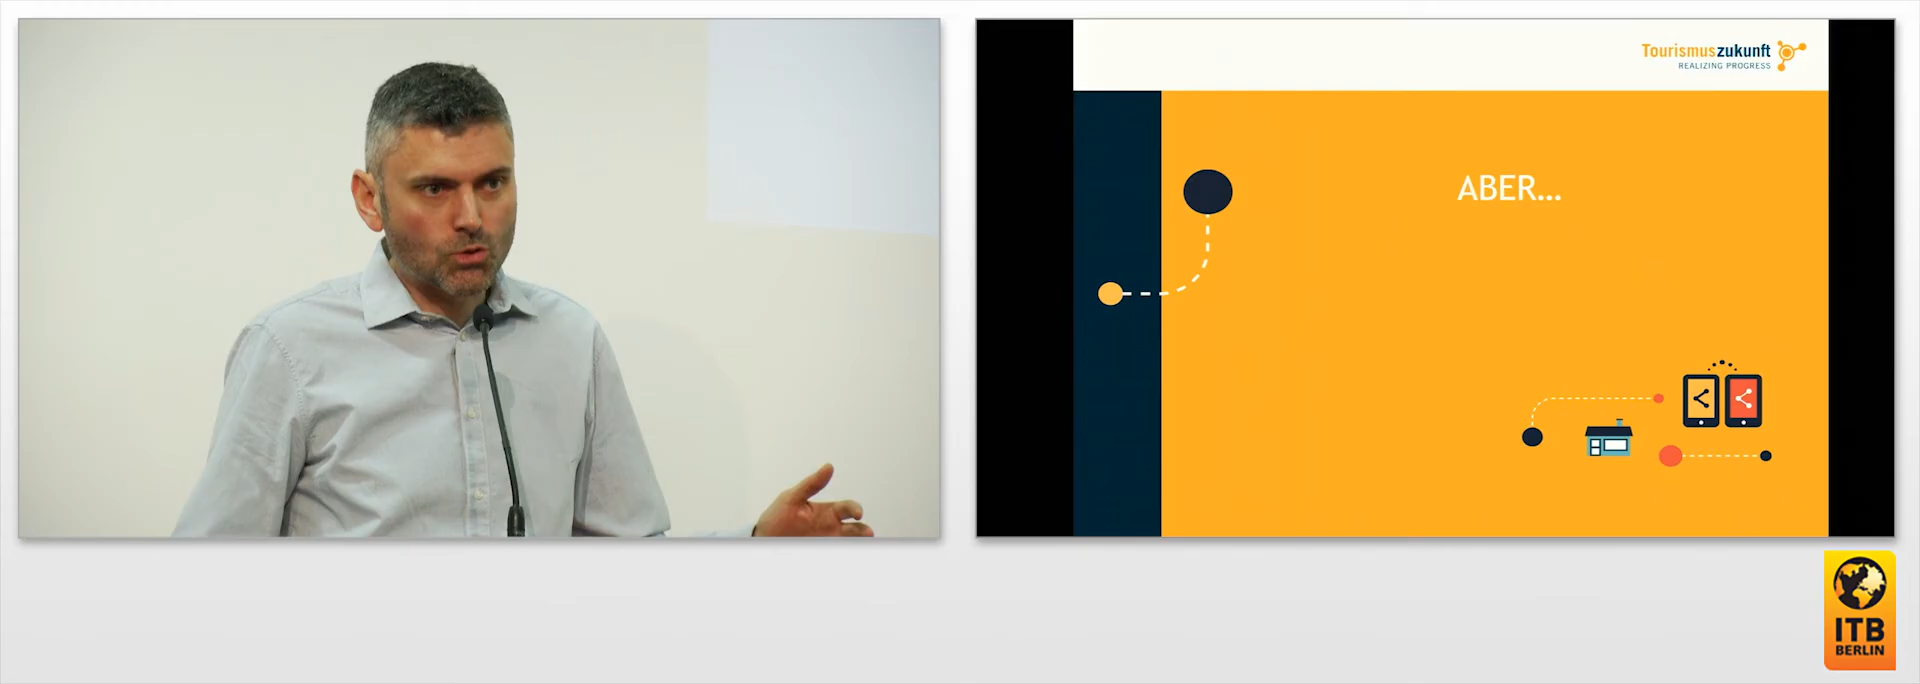 Tourismuszukunft
REALIZING PROGRESS
ABER...
ITB
BERLIN